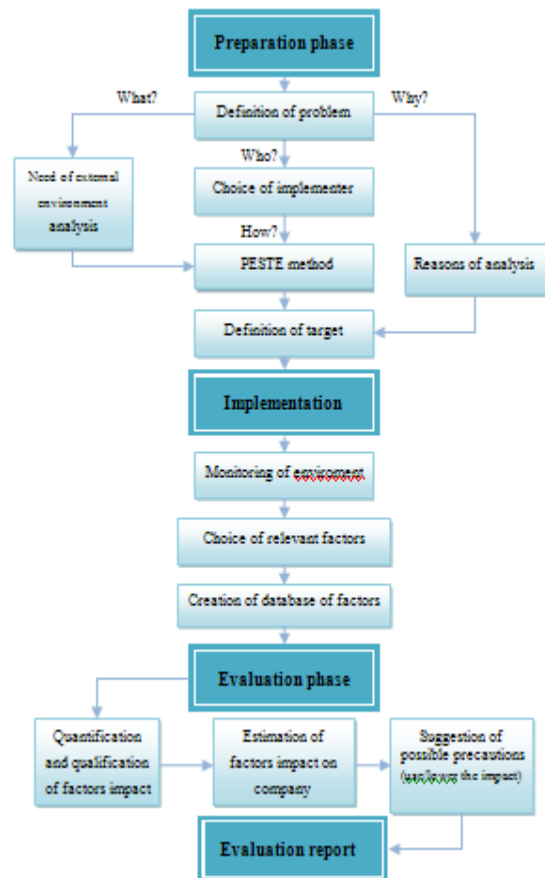 Preparation phase
What?
Why?
Definition of problem
Who?
Need of external
environment
analysis
Choice of implementer
How?
PESTE method
Reasons of analysis
Definition of target
Implementation
Monitoring of enviroment
Choice of relevant factors
Creation of database of factors
Evaluation phase
Quantification
and qualification
of factors impact
Estimation of
factors impact on
company
Suggestion of
possible precautions
the impact)
Evaluation report